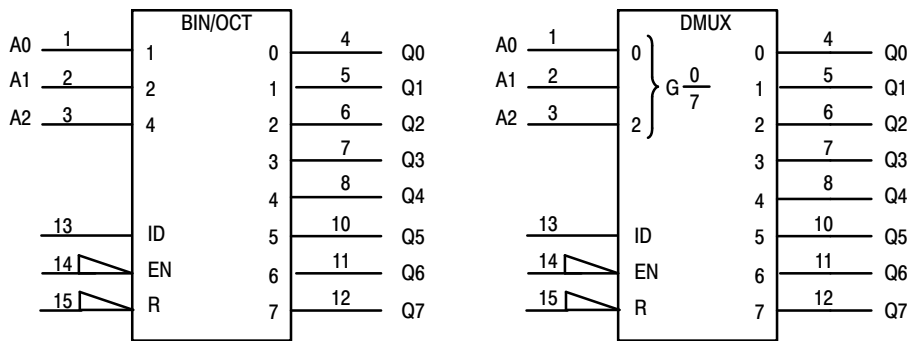 BIN/OCT
A0 1 1 0 4 Q0
A1 2 2 1 5 Q1
A2 3 4 2 6 Q2
3 7 Q3
4 8 Q4
13 ID 5 10 Q5
14 EN 6 11 Q6
15 R 7 12 Q7
DMUX
A0 1 0 0 4 Q0
A1 2 G 0/7 1 5 Q1
A2 3 2 2 6 Q2
3 7 Q3
4 8 Q4
13 ID 5 10 Q5
14 EN 6 11 Q6
15 R 7 12 Q7